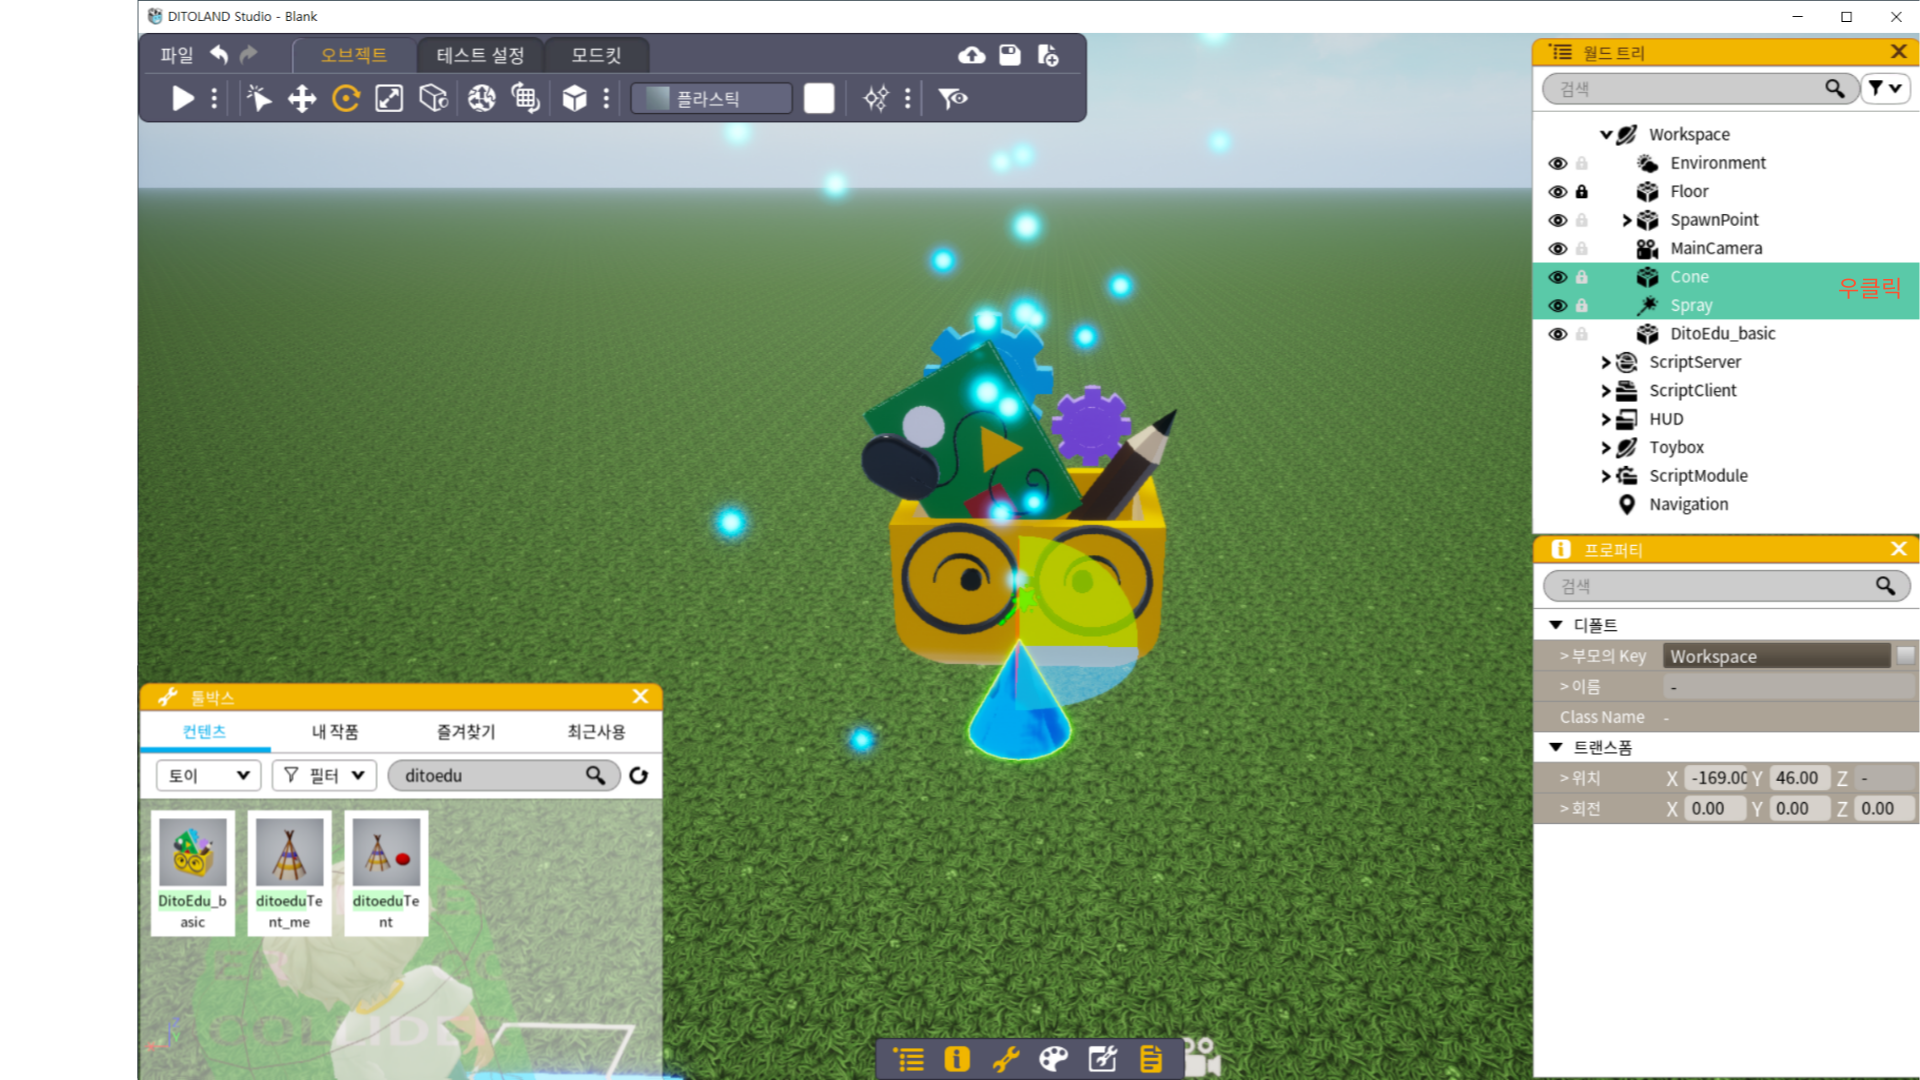 DITOLAND Studio - Blank
파일
오브젝트
테스트 설정
모드킷
플라스틱
월드 트리
검색
Workspace
Environment
Floor
SpawnPoint
MainCamera
Cone
우클릭
Spray
DitoEdu_basic
ScriptServer
ScriptClient
HUD
Toybox
ScriptModule
Navigation
프로퍼티
검색
디폴트
> 부모의 Key Workspace
> 이름 -
Class Name -
트랜스폼
> 위치 X -169.00 Y 46.00 Z -
> 회전 X 0.00 Y 0.00 Z 0.00
툴박스
컨텐츠
내 작품
즐겨찾기
최근사용
토이
필터
ditoedu
DitoEdu_b
asic
ditoeduTe
nt_me
ditoeduTe
nt